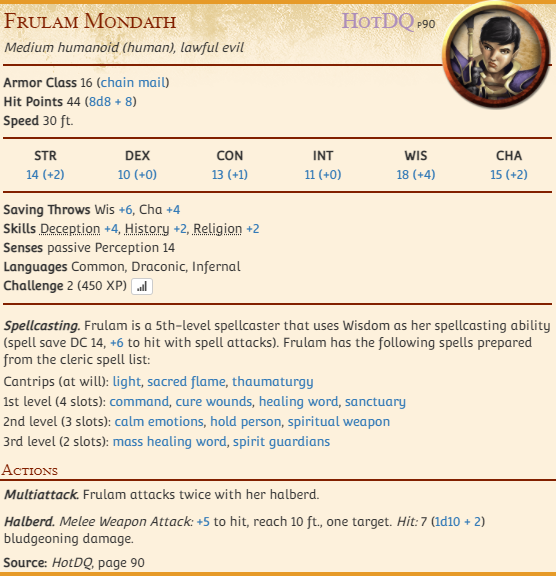 Frulam Mondath HotDQ p90
Medium humanoid (human), lawful evil
Armor Class 16 (chain mail)
Hit Points 44 (8d8 + 8)
Speed 30 ft.
STR DEX CON INT WIS CHA
14 (+2) 10 (+0) 13 (+1) 11 (+0) 18 (+4) 15 (+2)
Saving Throws Wis +6, Cha +4
Skills Deception +4, History +2, Religion +2
Senses passive Perception 14
Languages Common, Draconic, Infernal
Challenge 2 (450 XP)
Spellcasting. Frulam is a 5th-level spellcaster that uses Wisdom as her spellcasting ability
(spell save DC 14, +6 to hit with spell attacks). Frulam has the following spells prepared
from the cleric spell list:
Cantrips (at will): light, sacred flame, thaumaturgy
1st level (4 slots): command, cure wounds, healing word, sanctuary
2nd level (3 slots): calm emotions, hold person, spiritual weapon
3rd level (2 slots): mass healing word, spirit guardians
Actions
Multiattack. Frulam attacks twice with her halberd.
Halberd. Melee Weapon Attack: +5 to hit, reach 10 ft., one target. Hit: 7 (1d10 + 2)
bludgeoning damage.
Source: HotDQ, page 90